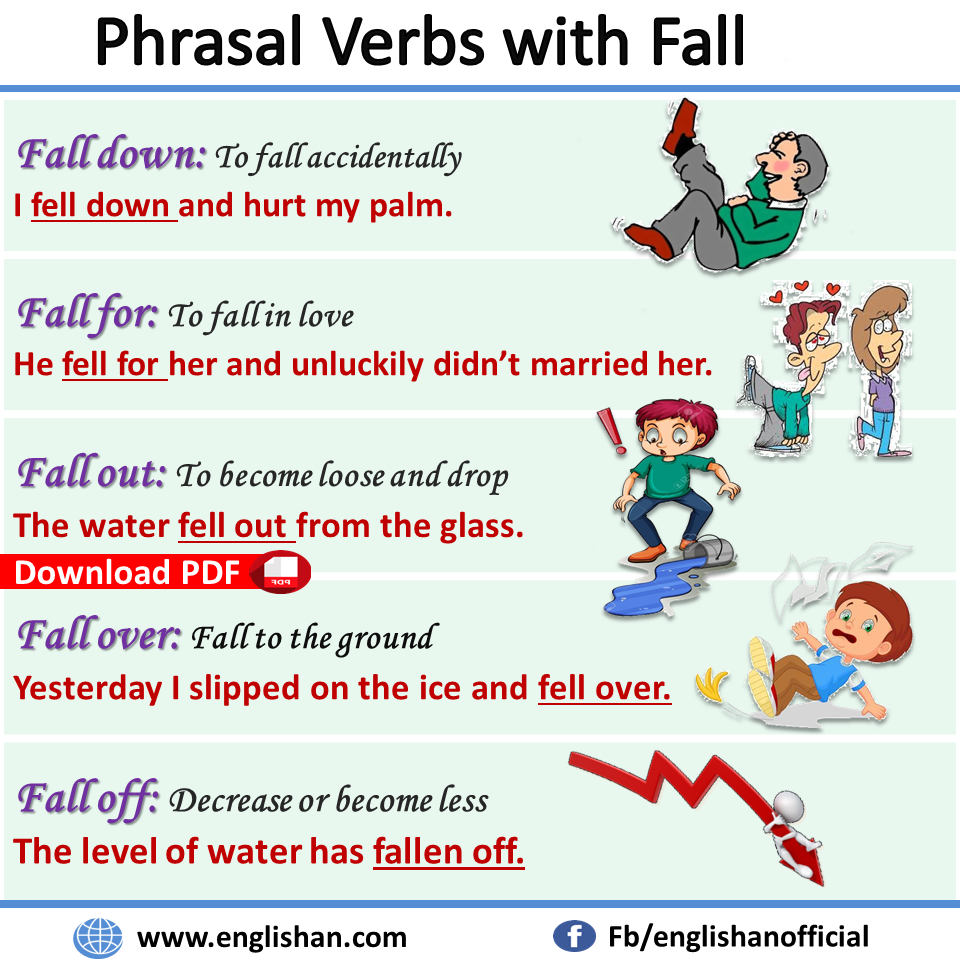 Phrasal Verbs with Fall
Fall down: To fall accidentally
I fell down and hurt my palm.
Fall for: To fall in love
He fell for her and unluckily didn’t married her.
Fall out: To become loose and drop
The water fell out from the glass.
Download PDF PDF
Fall over: Fall to the ground
Yesterday I slipped on the ice and fell over.
Fall off: Decrease or become less
The level of water has fallen off.
www.englishan.com
f Fb/englishanofficial